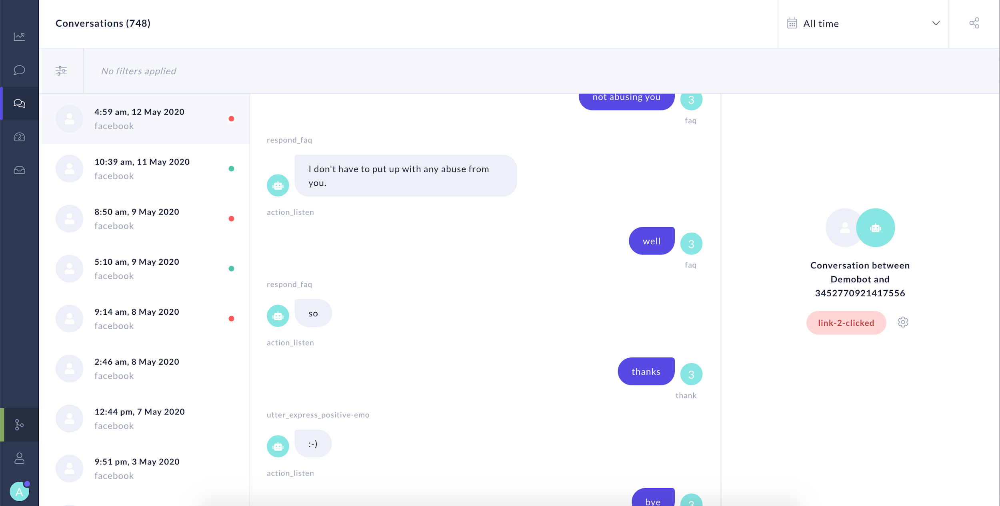 Conversations (748)
All time
No filters applied
4:59 am, 12 May 2020
facebook
10:39 am, 11 May 2020
facebook
8:50 am, 9 May 2020
facebook
5:10 am, 9 May 2020
facebook
9:14 am, 8 May 2020
facebook
2:46 am, 8 May 2020
facebook
12:44 pm, 7 May 2020
facebook
9:51 pm, 3 May 2020
facebook
A
not abusing you
3
faq
respond_faq
I don't have to put up with any abuse from
you.
action_listen
well
3
faq
respond_faq
so
action_listen
thanks
3
thank
utter_express_positive-emo
:-)
action_listen
bye
3
Conversation between
Demobot and
3452770921417556
link-2-clicked